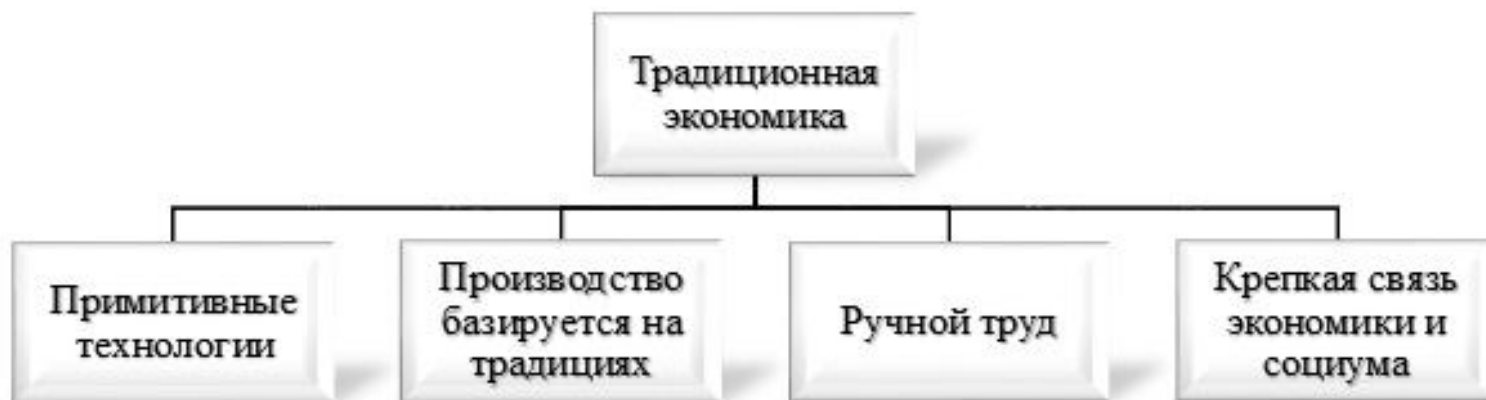 Традиционная
экономика
Примитивные
технологии
Производство
базируется на
традициях
Ручной труд
Крепкая связь
экономики и
социума